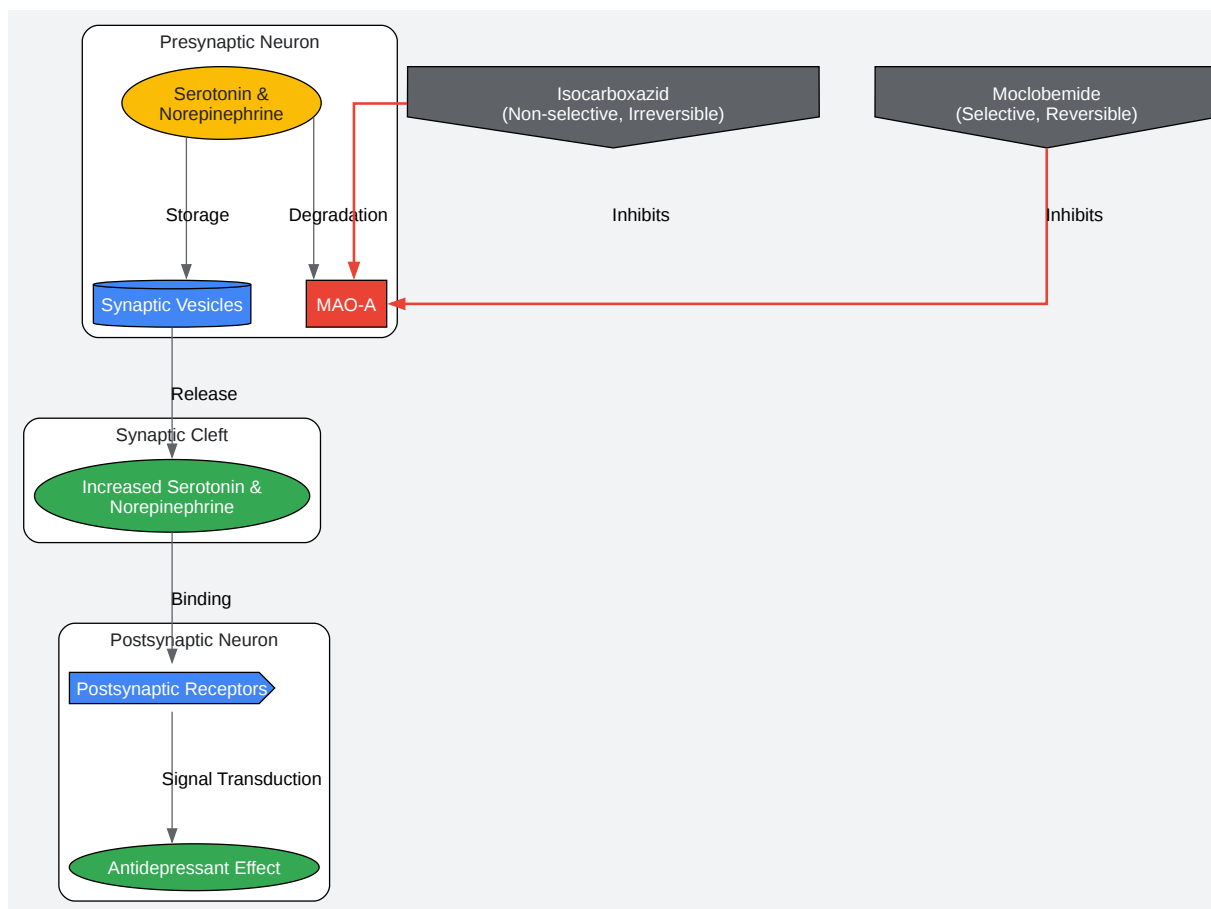 Presynaptic Neuron
Serotonin &
Norepinephrine
Isocarboxazid
(Non-selective, Irreversible)
Moclobemide
(Selective, Reversible)
Storage
Degradation
Inhibits
Inhibits
Synaptic Vesicles
MAO-A
Release
Synaptic Cleft
Increased Serotonin &
Norepinephrine
Binding
Postsynaptic Neuron
Postsynaptic Receptors
Signal Transduction
Antidepressant Effect